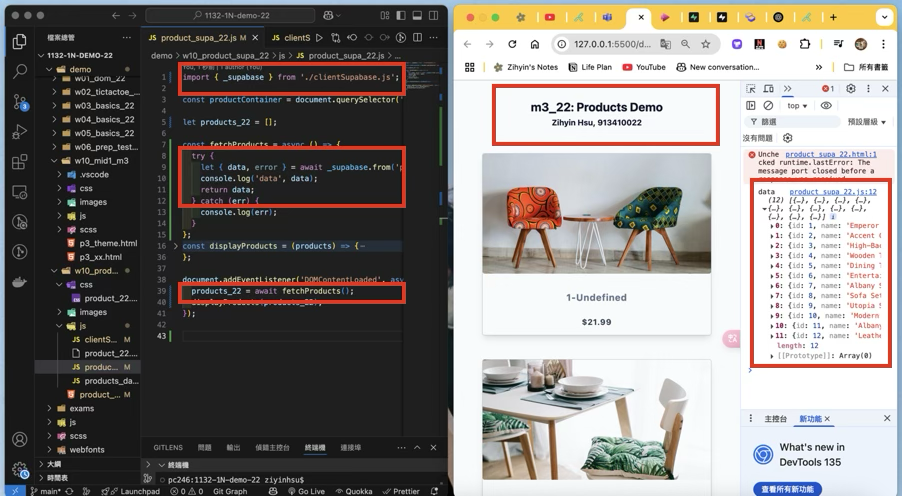 1132-1N-demo-22
檔案總管
1132-1N-DEMO-22
demo
w01_dom_22
w02_tictactoe_...
w03_basics_22
w04_basics_22
w05_basics_22
w06_prep_test...
w10_mid1_m3
.vscode
css
images
js
scss
p3_theme.html
p3_xx.html
w10_prod...
css
product_22....
images
js
clientS...
product_22....
produc...
products_da...
product_...
exams
js
scss
webfonts
大綱
時間表
product_supa_22.js M
clientS
demo > w10_product_supa_22 > js > product_supa_22.js > ...
1 import { _supabase } from './clientSupabase.js';
2
3 const productContainer = document.querySelector('
4
5 let products_22 = [];
6
7 const fetchProducts = async () => {
8 try {
9 let { data, error } = await _supabase.from('p
10 console.log('data', data);
11 return data;
12 } catch (err) {
13 console.log(err);
14 }
15 };
16 const displayProducts = (products) => {
36 };
37
38 document.addEventListener('DOMContentLoaded', asy
39 products_22 = await fetchProducts();
40 displayProducts(products_22);
41 });
42
43
GITLENS 問題 輸出 偵錯主控台 終端機 連接埠
終端機
pc246:1132-1N-demo-22 ziyinhsu$
main* Launchpad 0 0 Git Graph Go Live Quokka Prettier
127.0.0.1:5500/d...
Zihyin's Notes Life Plan YouTube New conversation... 所有書籤
m3_22: Products Demo
Zihyin Hsu, 913410022
1-Undefined
$21.99
1
top
篩選 預設層級
沒有問題
Unche product_supa_22.html:1
cked runtime.lastError: The
message port closed before a
data product_supa_22.js:12
(12) [{…}, {…}, {…}, {…},
{…}, {…}, {…}, {…}, {…},
{…}, {…}, {…}]
0: {id: 1, name: 'Emperor
1: {id: 2, name: 'Accent C
2: {id: 3, name: 'High-Bac
3: {id: 4, name: 'Wooden T
4: {id: 5, name: 'Dining T
5: {id: 6, name: 'Enterta
6: {id: 7, name: 'Albany S
7: {id: 8, name: 'Sofa Set
8: {id: 9, name: 'Utopia S
9: {id: 10, name: 'Modern
10: {id: 11, name: 'Albany
11: {id: 12, name: 'Leathe
length: 12
[[Prototype]]: Array(0)
主控台 新功能
What's new in
DevTools 135
查看所有新功能